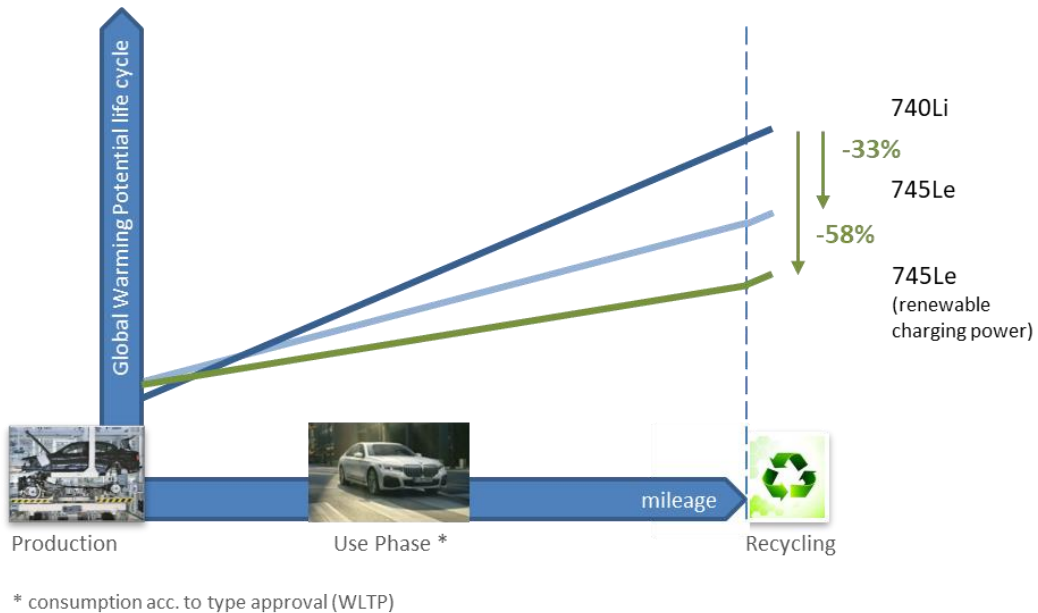 Global Warming Potential life cycle
740Li
-33%
745Le
-58%
745Le
(renewable
charging power)
mileage
Production
Use Phase *
Recycling
* consumption acc. to type approval (WLTP)